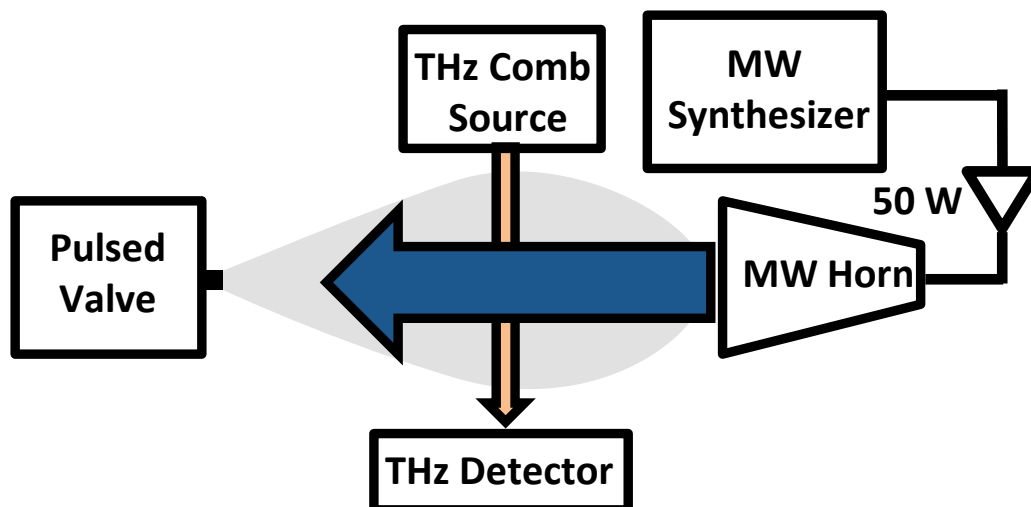 THz Comb
Source
MW
Synthesizer
50 W
Pulsed
Valve
MW Horn
THz Detector